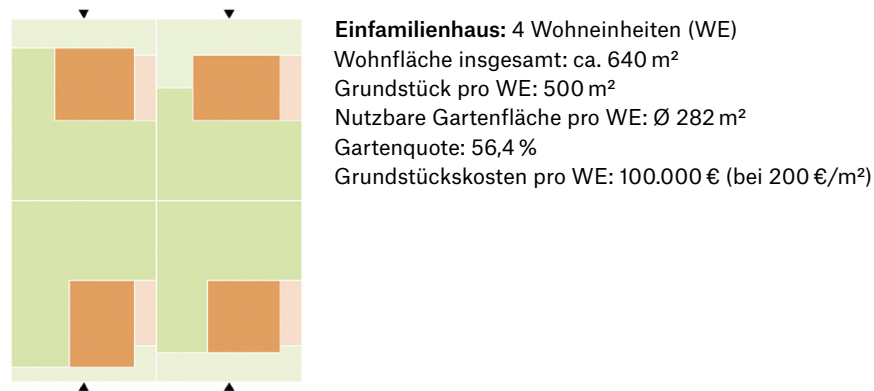 Einfamilienhaus: 4 Wohneinheiten (WE)
Wohnfläche insgesamt: ca. 640 m²
Grundstück pro WE: 500 m²
Nutzbare Gartenfläche pro WE: Ø 282 m²
Gartenquote: 56,4 %
Grundstückskosten pro WE: 100.000 € (bei 200 €/m²)